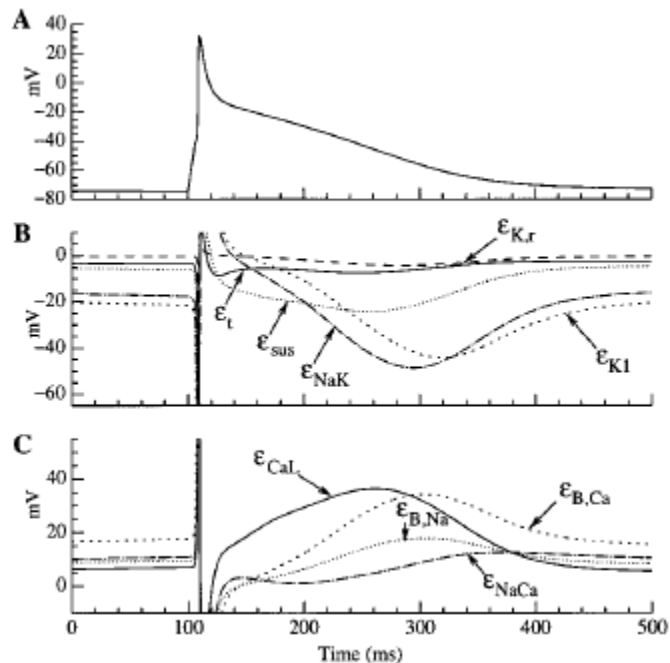 A
40
20
0
-20
-40
-60
-80
mV
B
0
-20
-40
-60
mV
εK,r
εt
εsus
εNaK
εK1
C
40
20
0
mV
εCaL
εB,Na
εB,Ca
εNaCa
0 100 200 300 400 500
Time (ms)